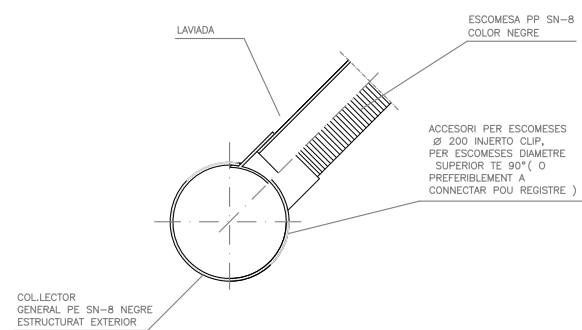 ESCOMESA PP SN-8
COLOR NEGRE
LAVIADA
ACCESORI PER ESCOMESES
Ø 200 INJERTO CLIP,
PER ESCOMESES DIAMETRE
SUPERIOR TE 90°( O
PREFERIBLEMENT A
CONNECTAR POU REGISTRE )
COL.LECTOR
GENERAL PE SN-8 NEGRE
ESTRUCTURAT EXTERIOR